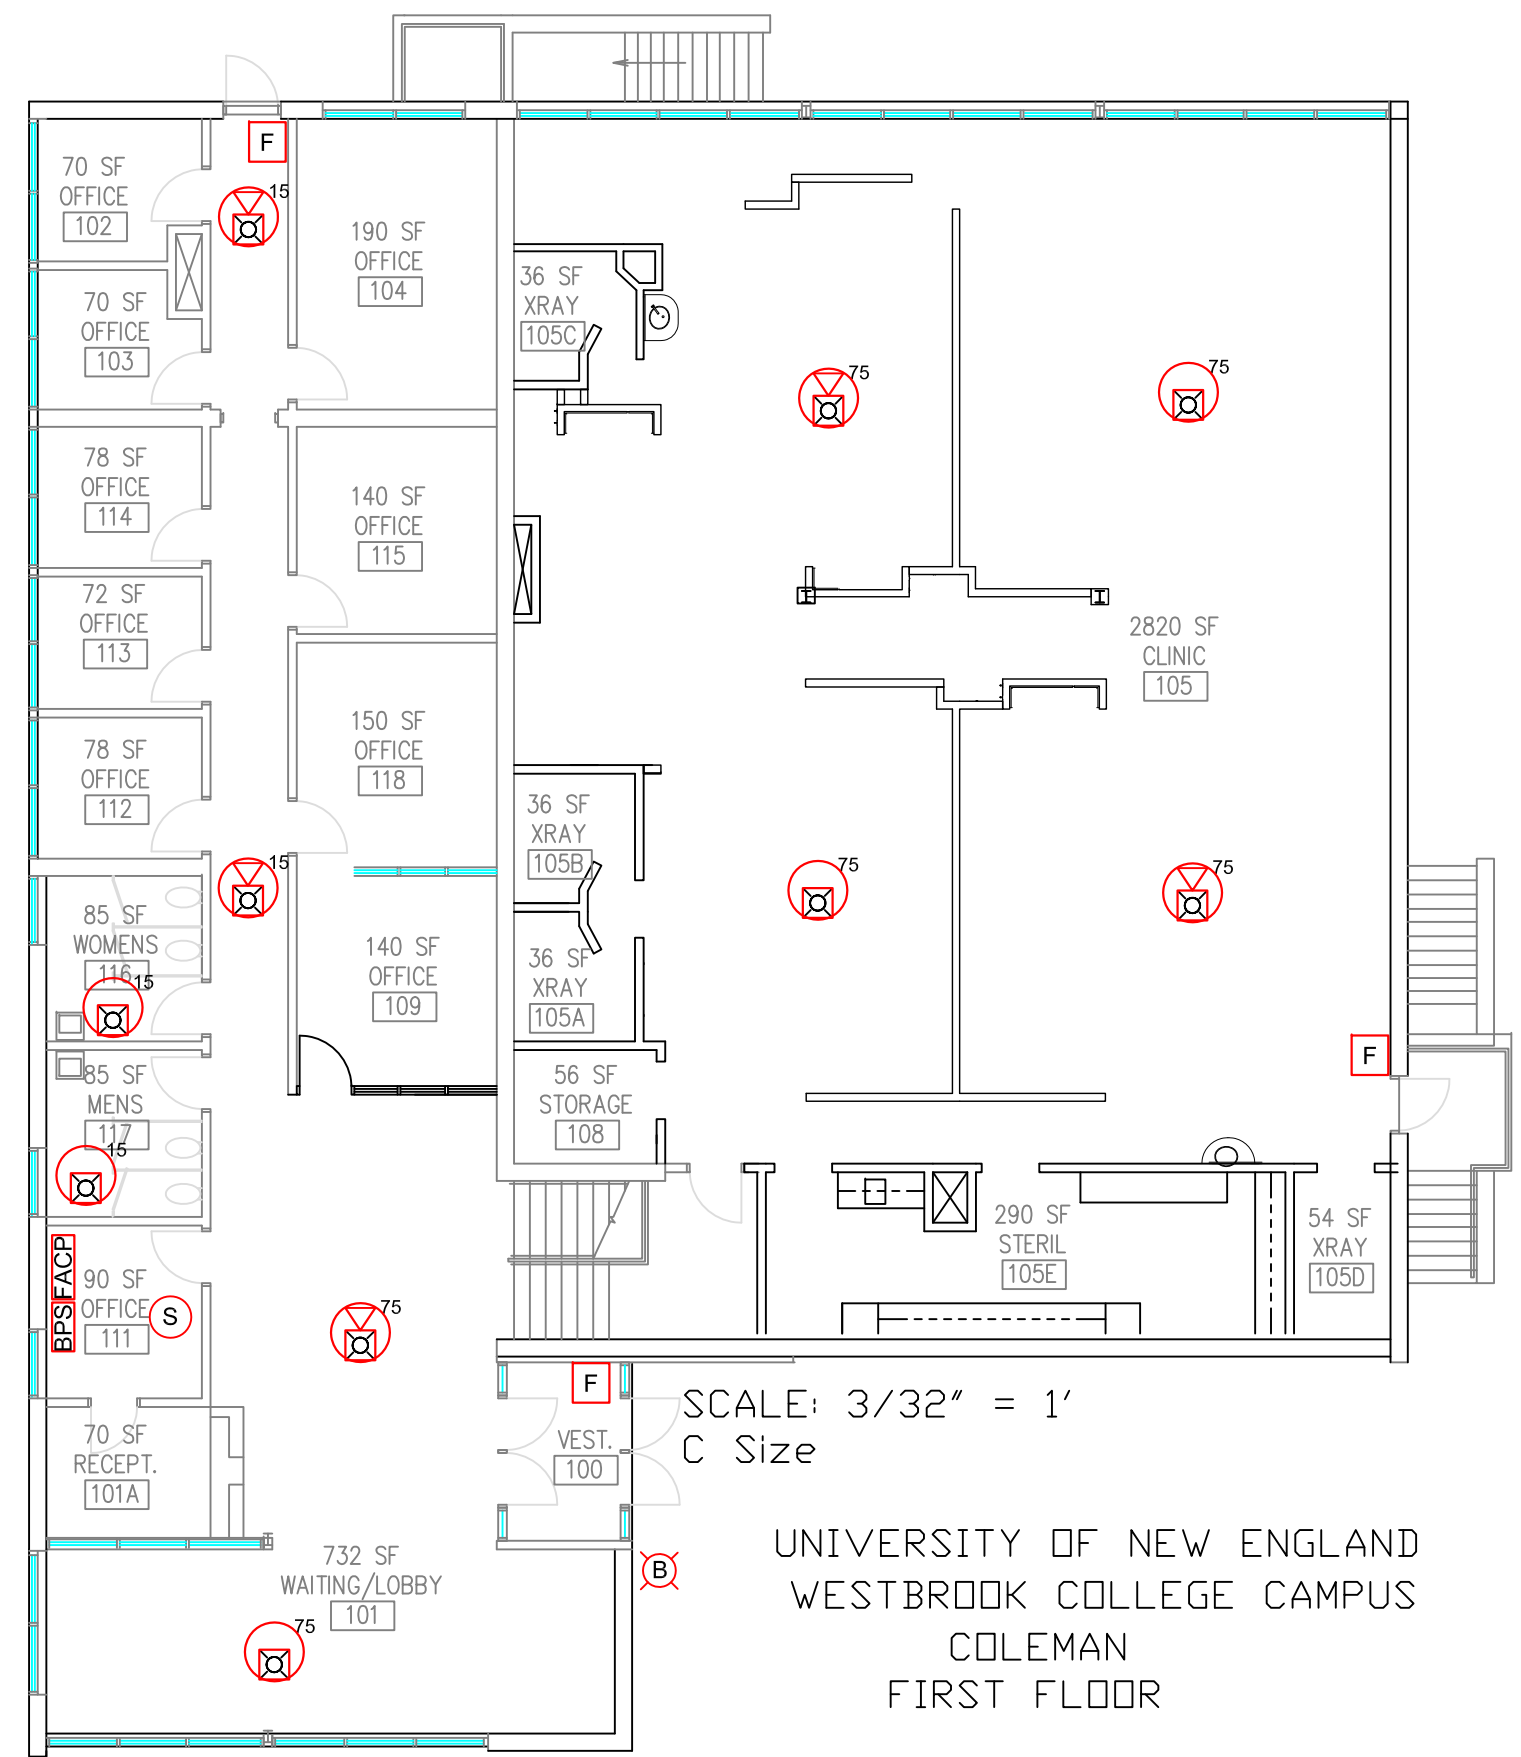 F
15
70 SF
OFFICE
102
190 SF
OFFICE
104
36 SF
XRAY
105C
70 SF
OFFICE
103
75
75
78 SF
OFFICE
114
140 SF
OFFICE
115
72 SF
OFFICE
113
2820 SF
CLINIC
105
150 SF
OFFICE
118
78 SF
OFFICE
112
36 SF
XRAY
105B
15
75
75
85 SF
WOMENS
116
15
140 SF
OFFICE
109
36 SF
XRAY
105A
F
85 SF
MENS
117
15
56 SF
STORAGE
108
290 SF
STERIL
105E
54 SF
XRAY
105D
FACP
BPS
90 SF
OFFICE
111
S
75
F
VEST.
100
SCALE: 3/32" = 1'
C Size
70 SF
RECEPT.
101A
732 SF
WAITING/LOBBY
101
B
75
UNIVERSITY OF NEW ENGLAND
WESTBROOK COLLEGE CAMPUS
COLEMAN
FIRST FLOOR